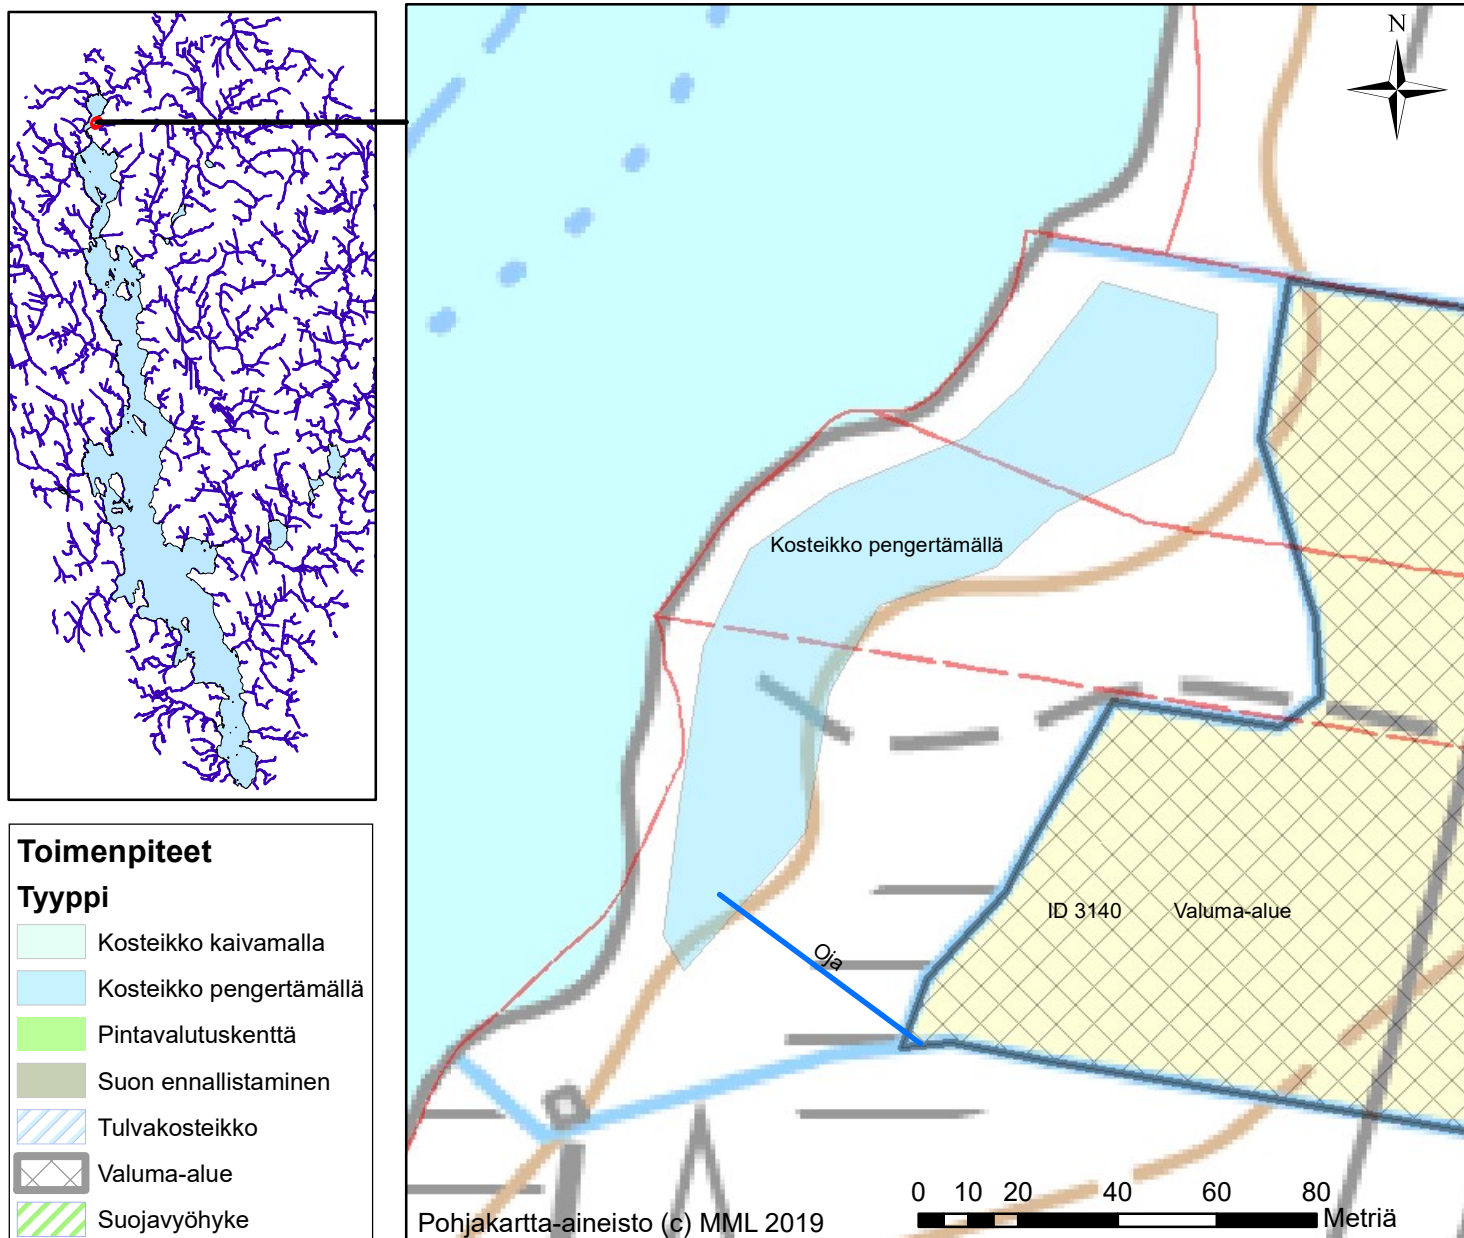 N
Kosteikko pengertämällä
ID 3140 Valuma-alue
Oja
0 10 20 40 60 80
Metriä
Pohjakartta-aineisto (c) MML 2019
Toimenpiteet
Tyyppi
Kosteikko kaivamalla
Kosteikko pengertämällä
Pintavalutuskenttä
Suon ennallistaminen
Tulvakosteikko
Valuma-alue
Suojavyöhyke